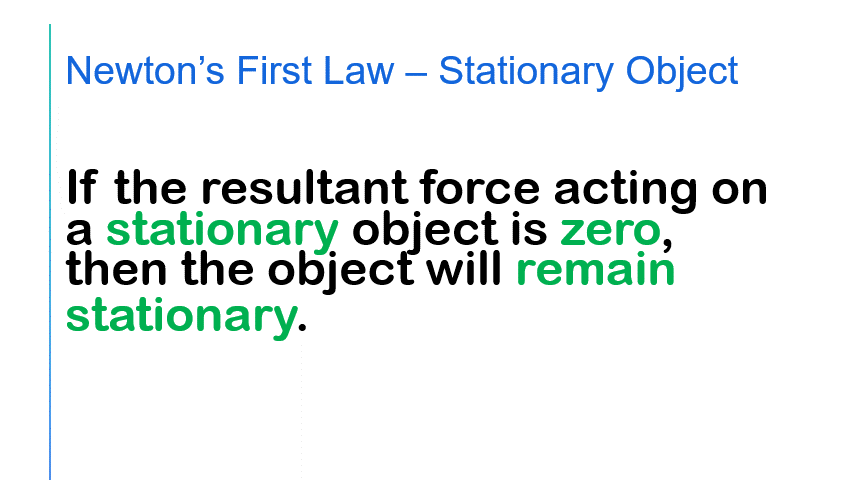 Newton’s First Law – Stationary Object
If the resultant force acting on
a stationary object is zero,
then the object will remain
stationary.